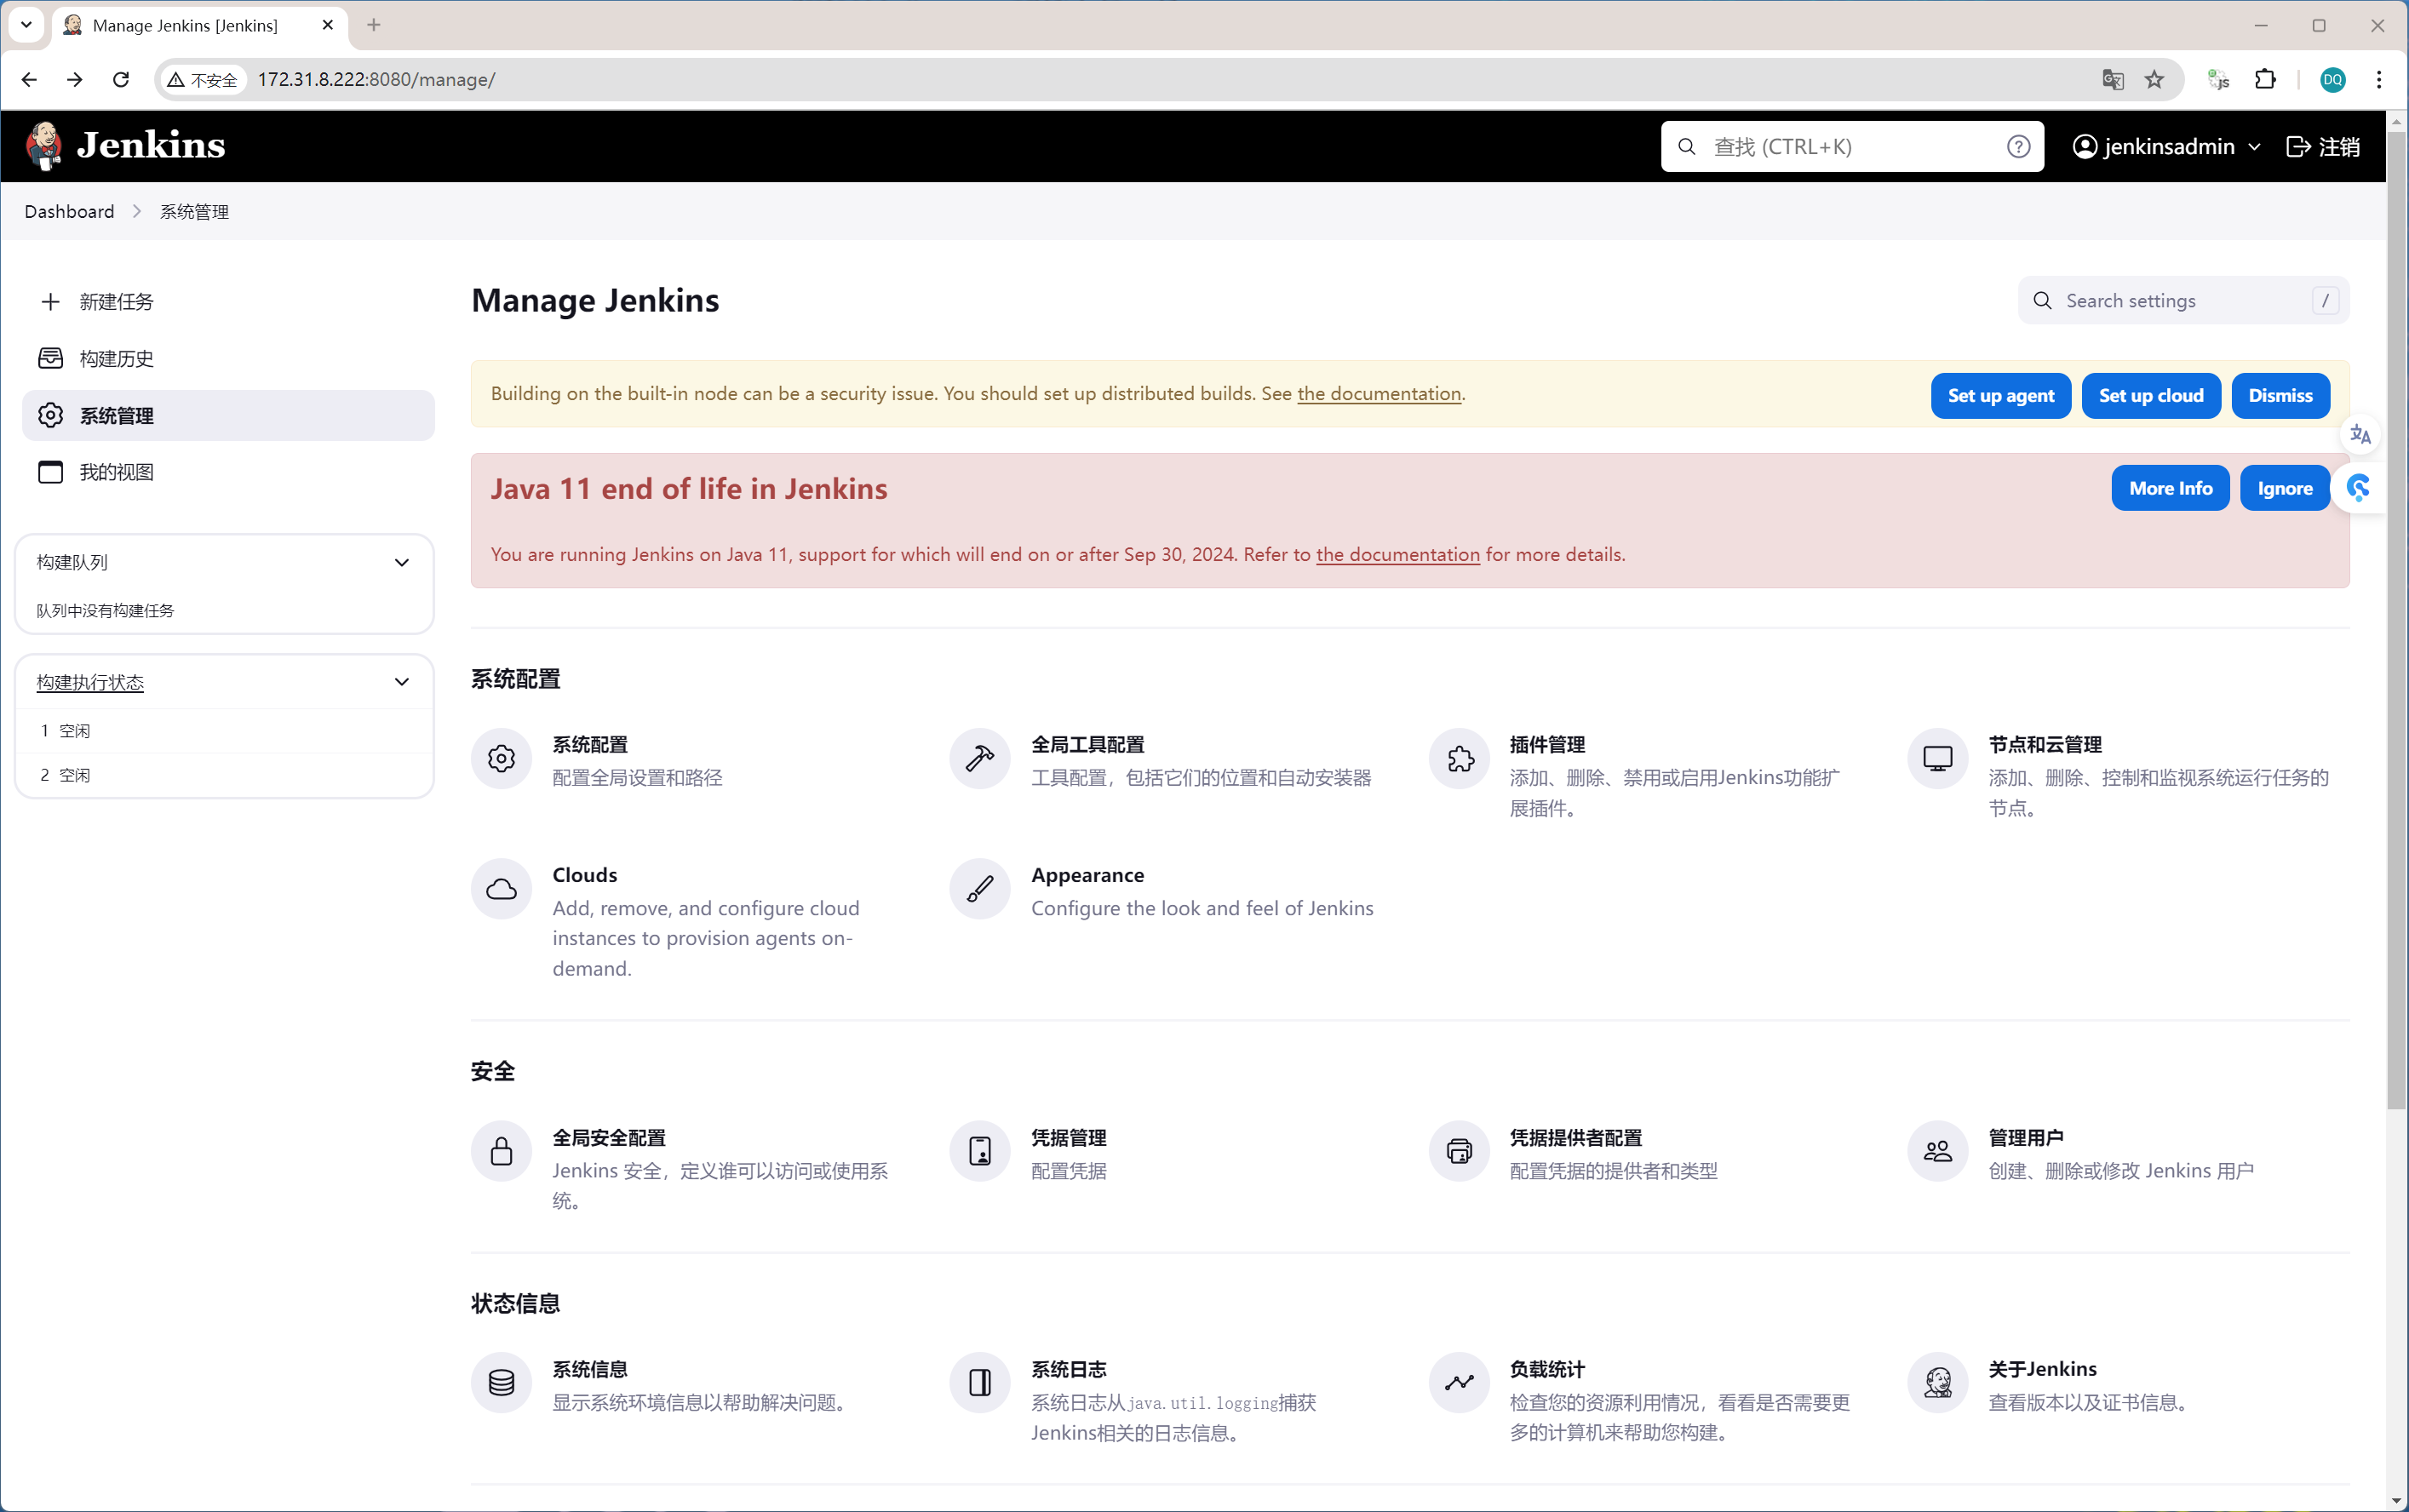 Manage Jenkins [Jenkins]
不安全
172.31.8.222:8080/manage/
JS
DQ
Jenkins
查找 (CTRL+K)
jenkinsadmin
注销
Dashboard
系统管理
新建任务
构建历史
系统管理
我的视图
构建队列
队列中没有构建任务
构建执行状态
1 空闲
2 空闲
Manage Jenkins
Search settings
/
Building on the built-in node can be a security issue. You should set up distributed builds. See the documentation.
Set up agent
Set up cloud
Dismiss
Java 11 end of life in Jenkins
More Info
Ignore
You are running Jenkins on Java 11, support for which will end on or after Sep 30, 2024. Refer to the documentation for more details.
系统配置
系统配置
配置全局设置和路径
全局工具配置
工具配置，包括它们的位置和自动安装器
插件管理
添加、删除、禁用或启用Jenkins功能扩
展插件。
节点和云管理
添加、删除、控制和监视系统运行任务的
节点。
Clouds
Add, remove, and configure cloud
instances to provision agents on-
demand.
Appearance
Configure the look and feel of Jenkins
安全
全局安全配置
Jenkins 安全，定义谁可以访问或使用系
统。
凭据管理
配置凭据
凭据提供者配置
配置凭据的提供者和类型
管理用户
创建、删除或修改 Jenkins 用户
状态信息
系统信息
显示系统环境信息以帮助解决问题。
系统日志
系统日志从java.util.logging捕获
Jenkins相关的日志信息。
负载统计
检查您的资源利用情况，看看是否需要更
多的计算机来帮助您构建。
关于Jenkins
查看版本以及证书信息。